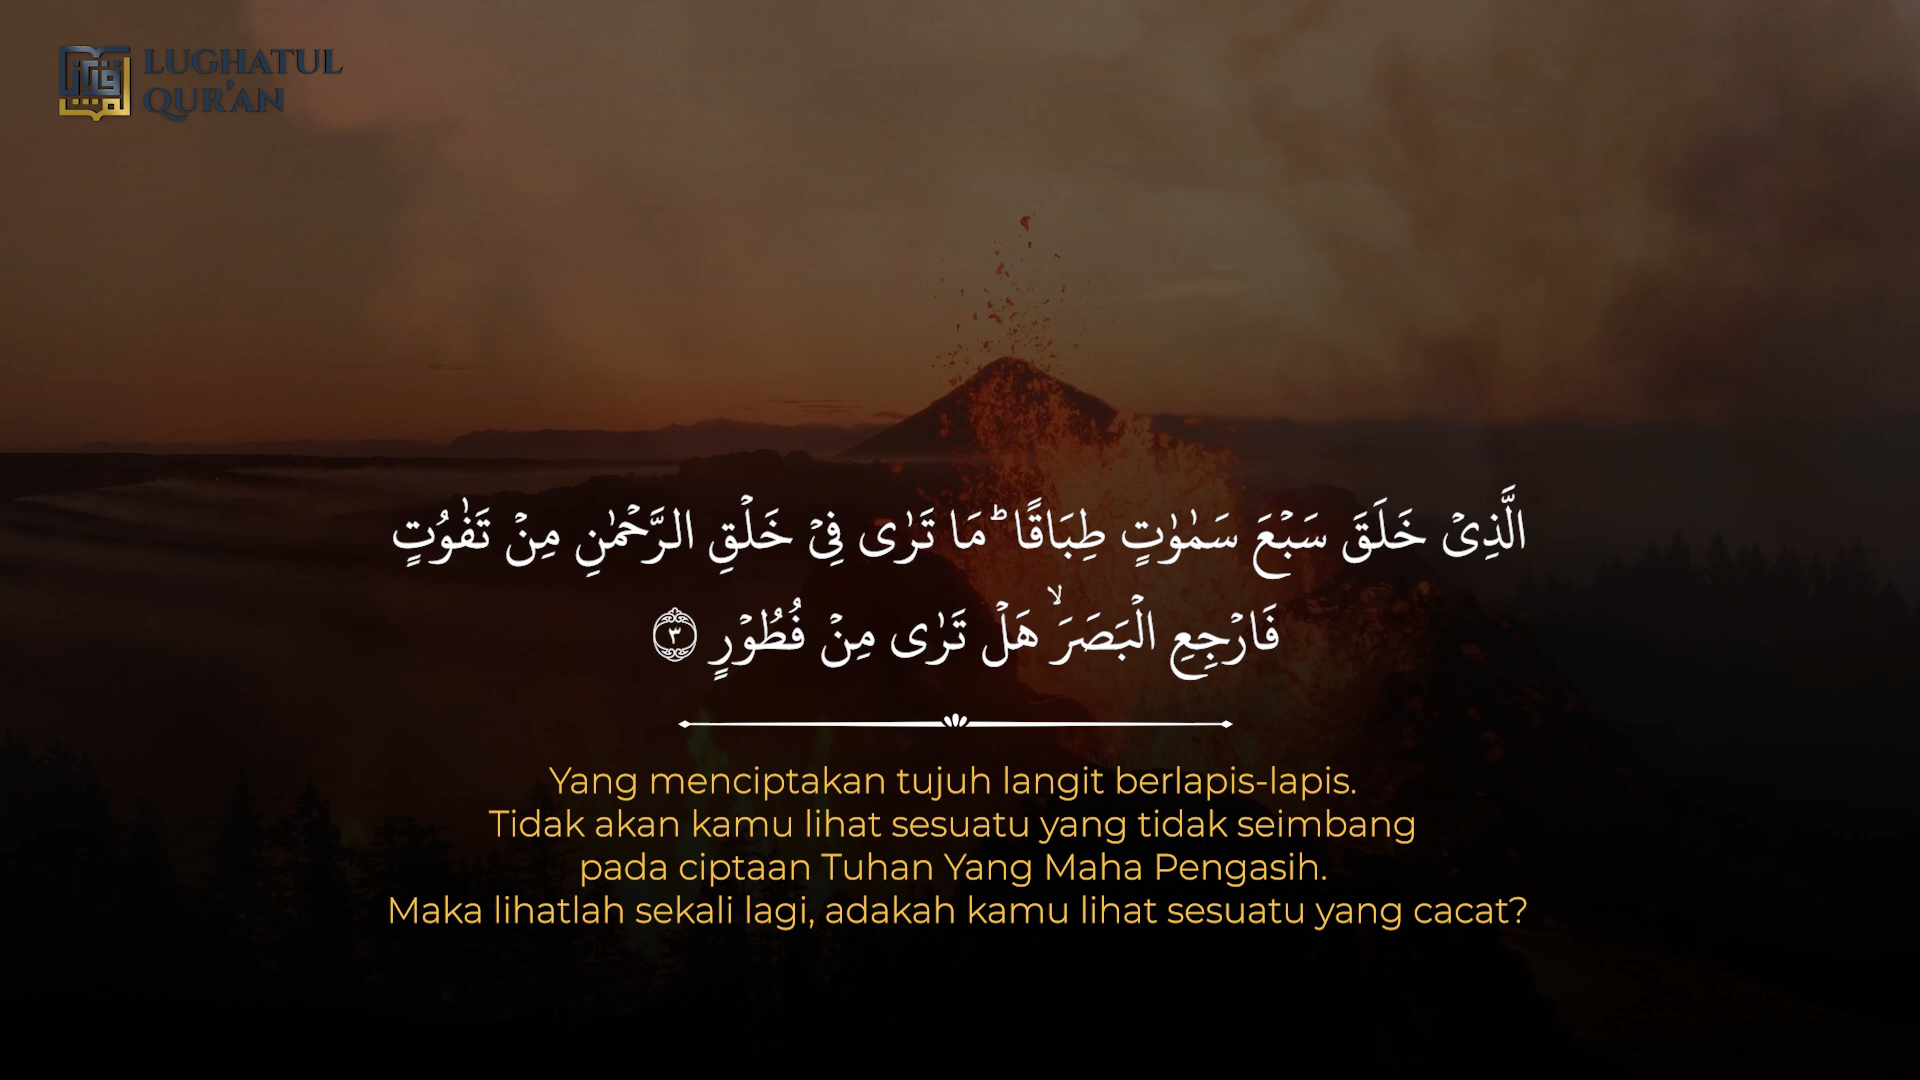 LUGHATUL
QUR'AN
الَّذِيْ خَلَقَ سَبْعَ سَمٰوٰتٍ طِبَاقًاۗ مَا تَرٰى فِيْ خَلْقِ الرَّحْمٰنِ مِنْ تَفٰوُتٍ
فَارْجِعِ الْبَصَرَۙ هَلْ تَرٰى مِنْ فُطُوْرٍ ٣
Yang menciptakan tujuh langit berlapis-lapis.
Tidak akan kamu lihat sesuatu yang tidak seimbang
pada ciptaan Tuhan Yang Maha Pengasih.
Maka lihatlah sekali lagi, adakah kamu lihat sesuatu yang cacat?